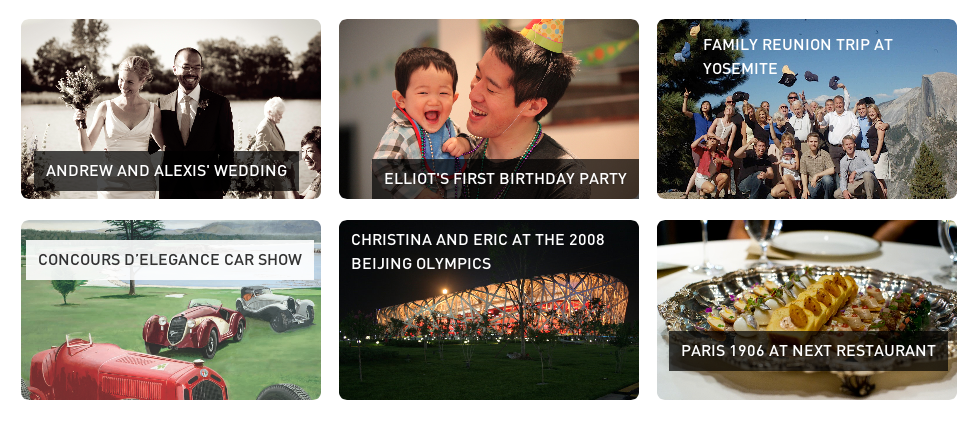 ANDREW AND ALEXIS' WEDDING
ELLIOT'S FIRST BIRTHDAY PARTY
FAMILY REUNION TRIP AT
YOSEMITE
CONCOURS D'ELEGANCE CAR SHOW
CHRISTINA AND ERIC AT THE 2008
BEIJING OLYMPICS
PARIS 1906 AT NEXT RESTAURANT